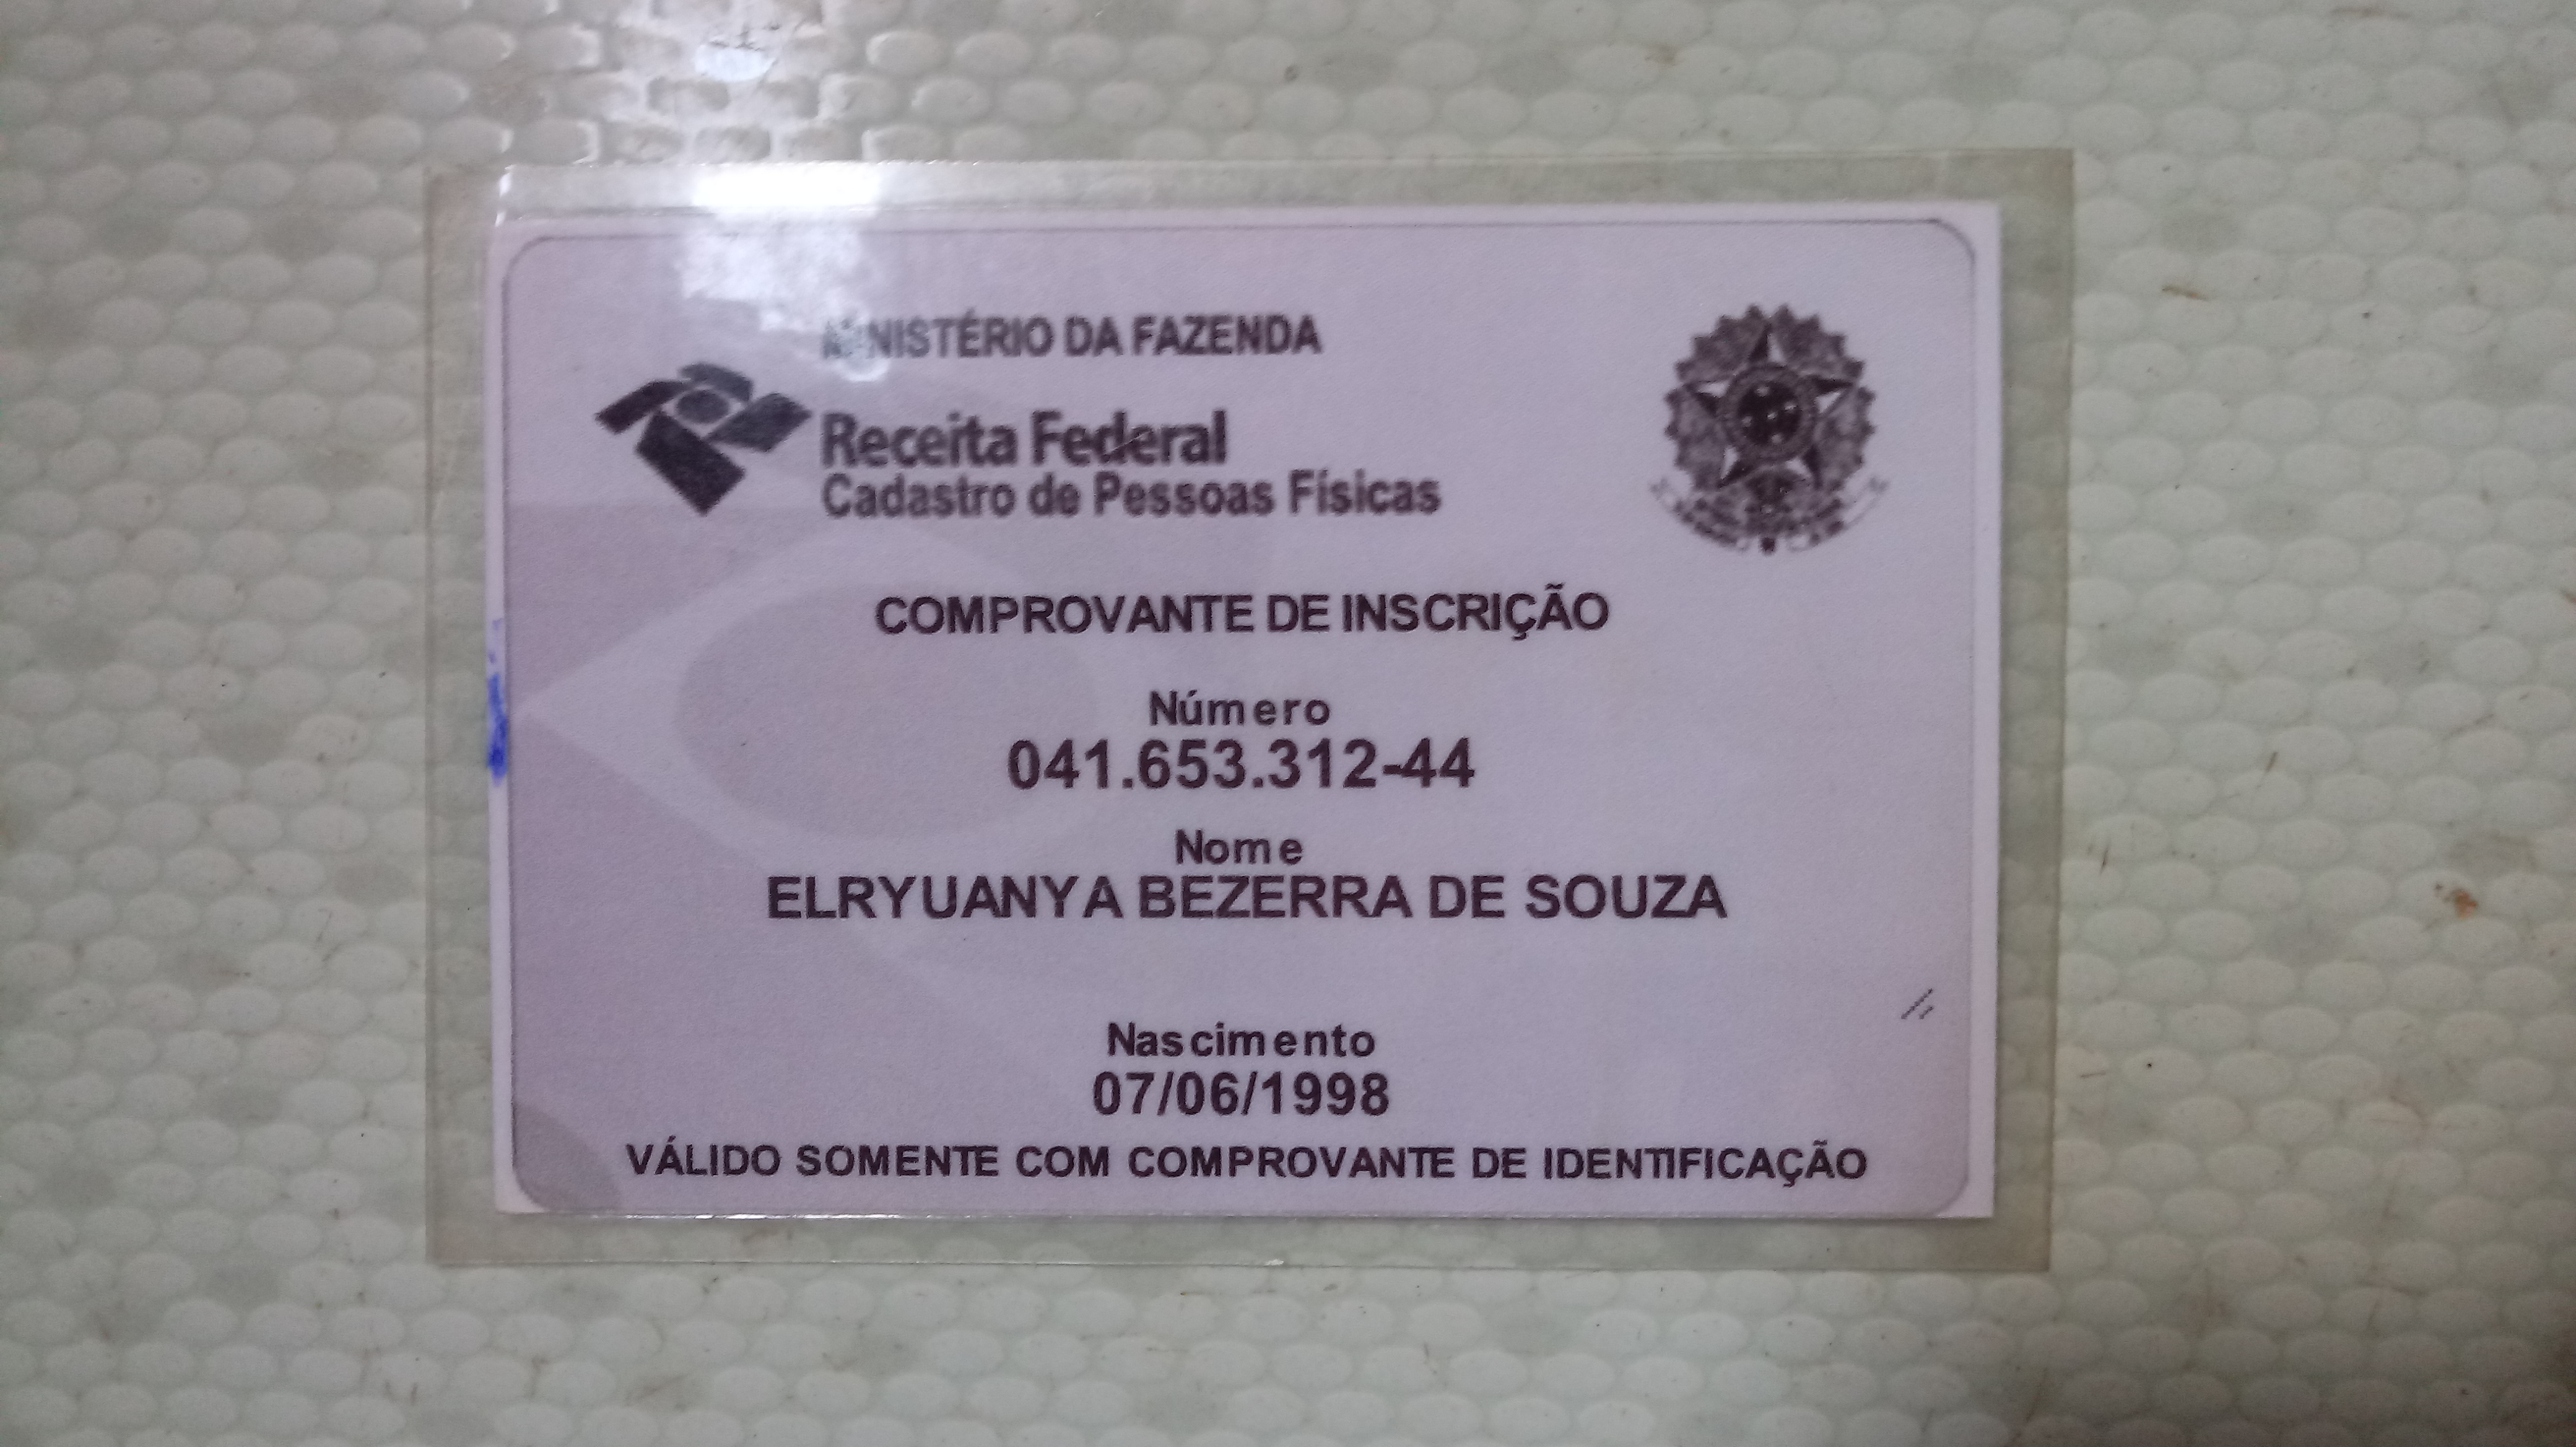 MINISTÉRIO DA FAZENDA
Receita Federal
Cadastro de Pessoas Físicas
COMPROVANTE DE INSCRIÇÃO
Número
041.653.312-44
Nome
ELRYUANYA BEZERRA DE SOUZA
Nascimento
07/06/1998
VÁLIDO SOMENTE COM COMPROVANTE DE IDENTIFICAÇÃO